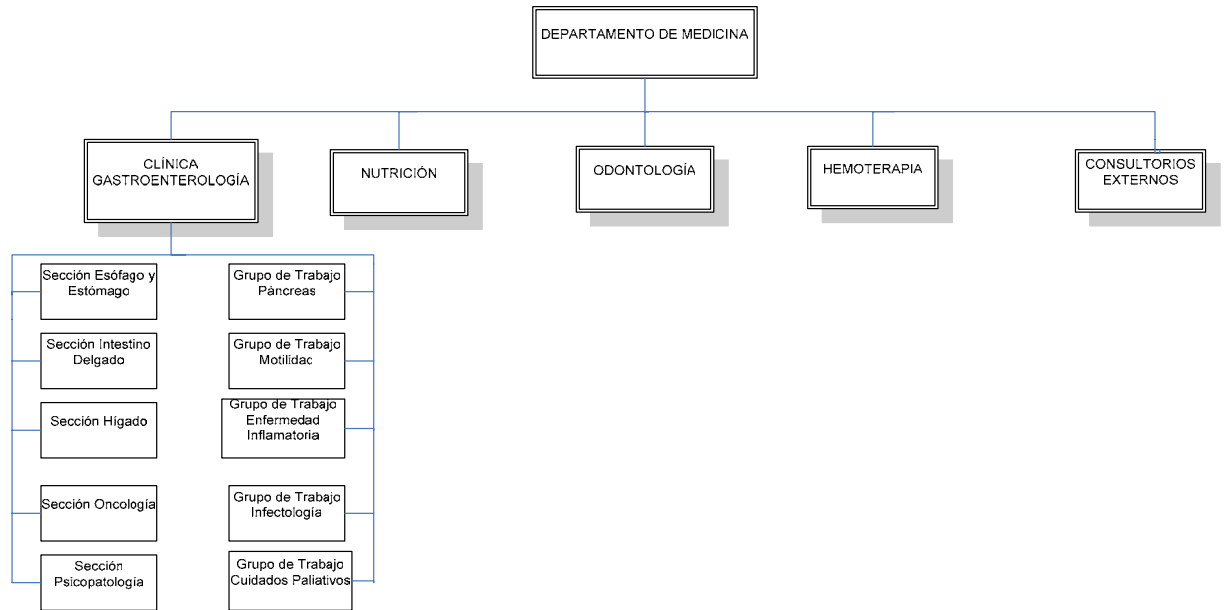 DEPARTAMENTO DE MEDICINA
CLÍNICA
GASTROENTEROLOGÍA
NUTRICIÓN
ODONTOLOGÍA
HEMOTERAPIA
CONSULTORIOS
EXTERNOS
Sección Esófago y
Estómago
Sección Intestino
Delgado
Sección Hígado
Sección Oncología
Sección
Psicopatología
Grupo de Trabajo
Páncreas
Grupo de Trabajo
Motilidac
Grupo de Trabajo
Enfermedad
Inflamatoria
Grupo de Trabajo
Infectología
Grupo de Trabajo
Cuidados Paliativos